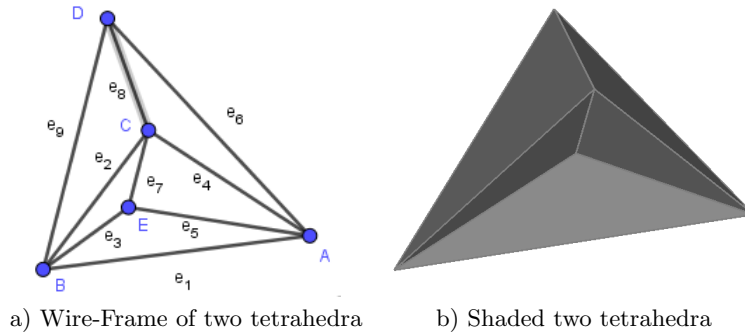 D
e8
e9
e6
C
e2
e4
e7
E
e3
e5
A
B
e1
a) Wire-Frame of two tetrahedra
b) Shaded two tetrahedra